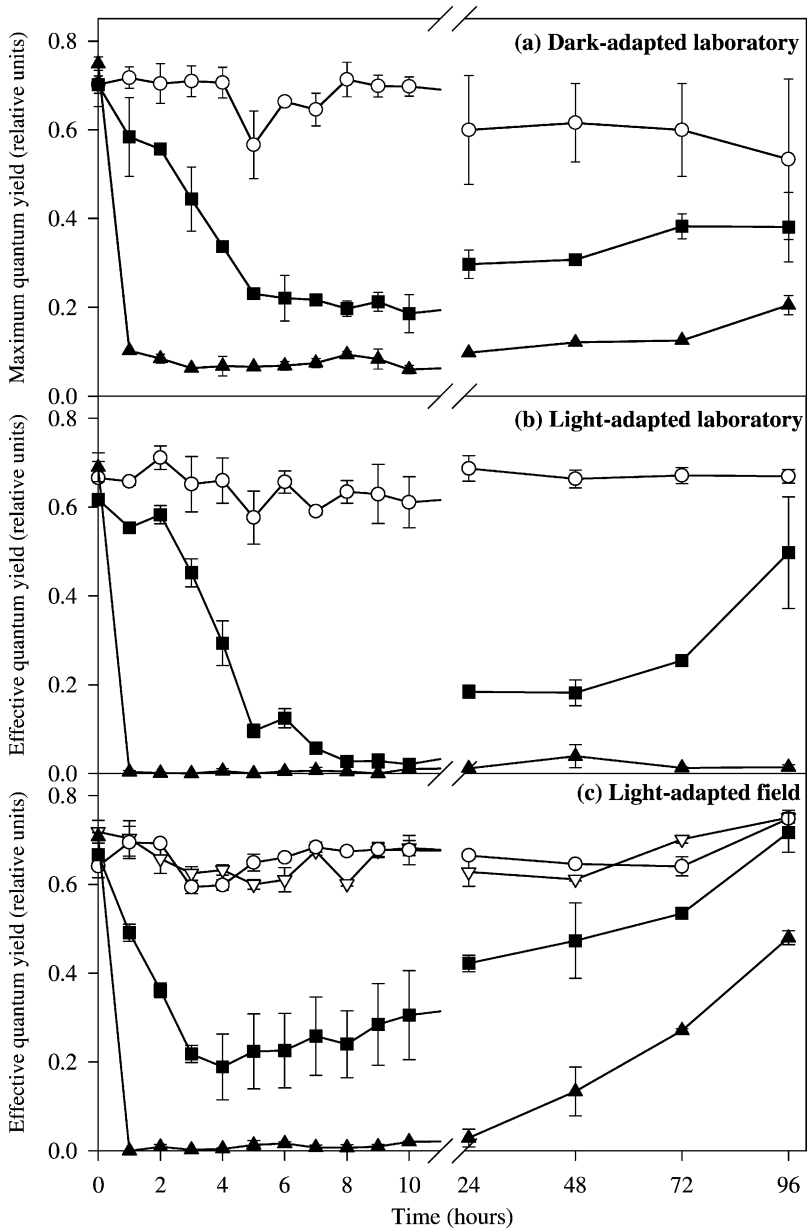 (a) Dark-adapted laboratory
Maximum quantum yield (relative units)
0.8
0.6
0.4
0.2
0.0
(b) Light-adapted laboratory
Effective quantum yield (relative units)
0.8
0.6
0.4
0.2
0.0
(c) Light-adapted field
Effective quantum yield (relative units)
0.8
0.6
0.4
0.2
0.0
0 2 4 6 8 10 24 48 72 96
Time (hours)